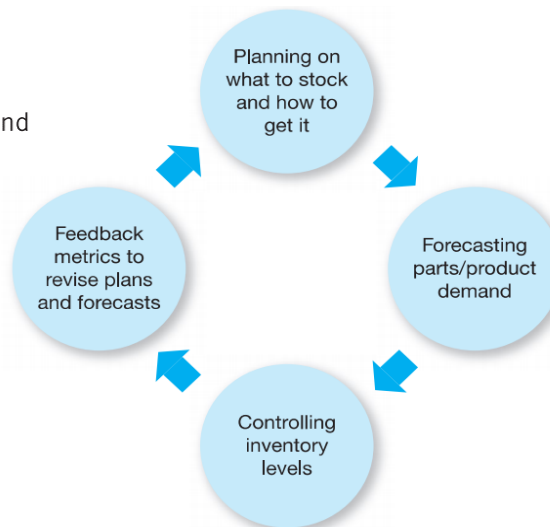 Planning on
what to stock
and how to
get it
nd
Feedback
metrics to
revise plans
and forecasts
Forecasting
parts/product
demand
Controlling
inventory
levels